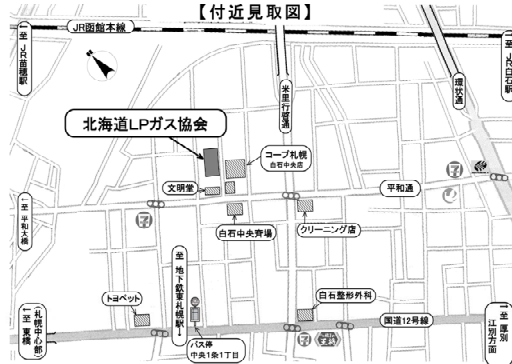 【付近見取図】
JR函館本線
←至 JR苗穂駅
至 JR白石駅→
米里行啓通
環状通
北海道LPガス協会
コープ札幌
白石中央店
文明堂
平和通
←至 平和大橋
白石中央斉場
クリーニング店
至 地下鉄東札幌駅↓
トヨペット
白石整形外科
国道12号線
(札幌中心部)
←至 東橋
バス停
中央1条1丁目
至 厚別→
江別方面